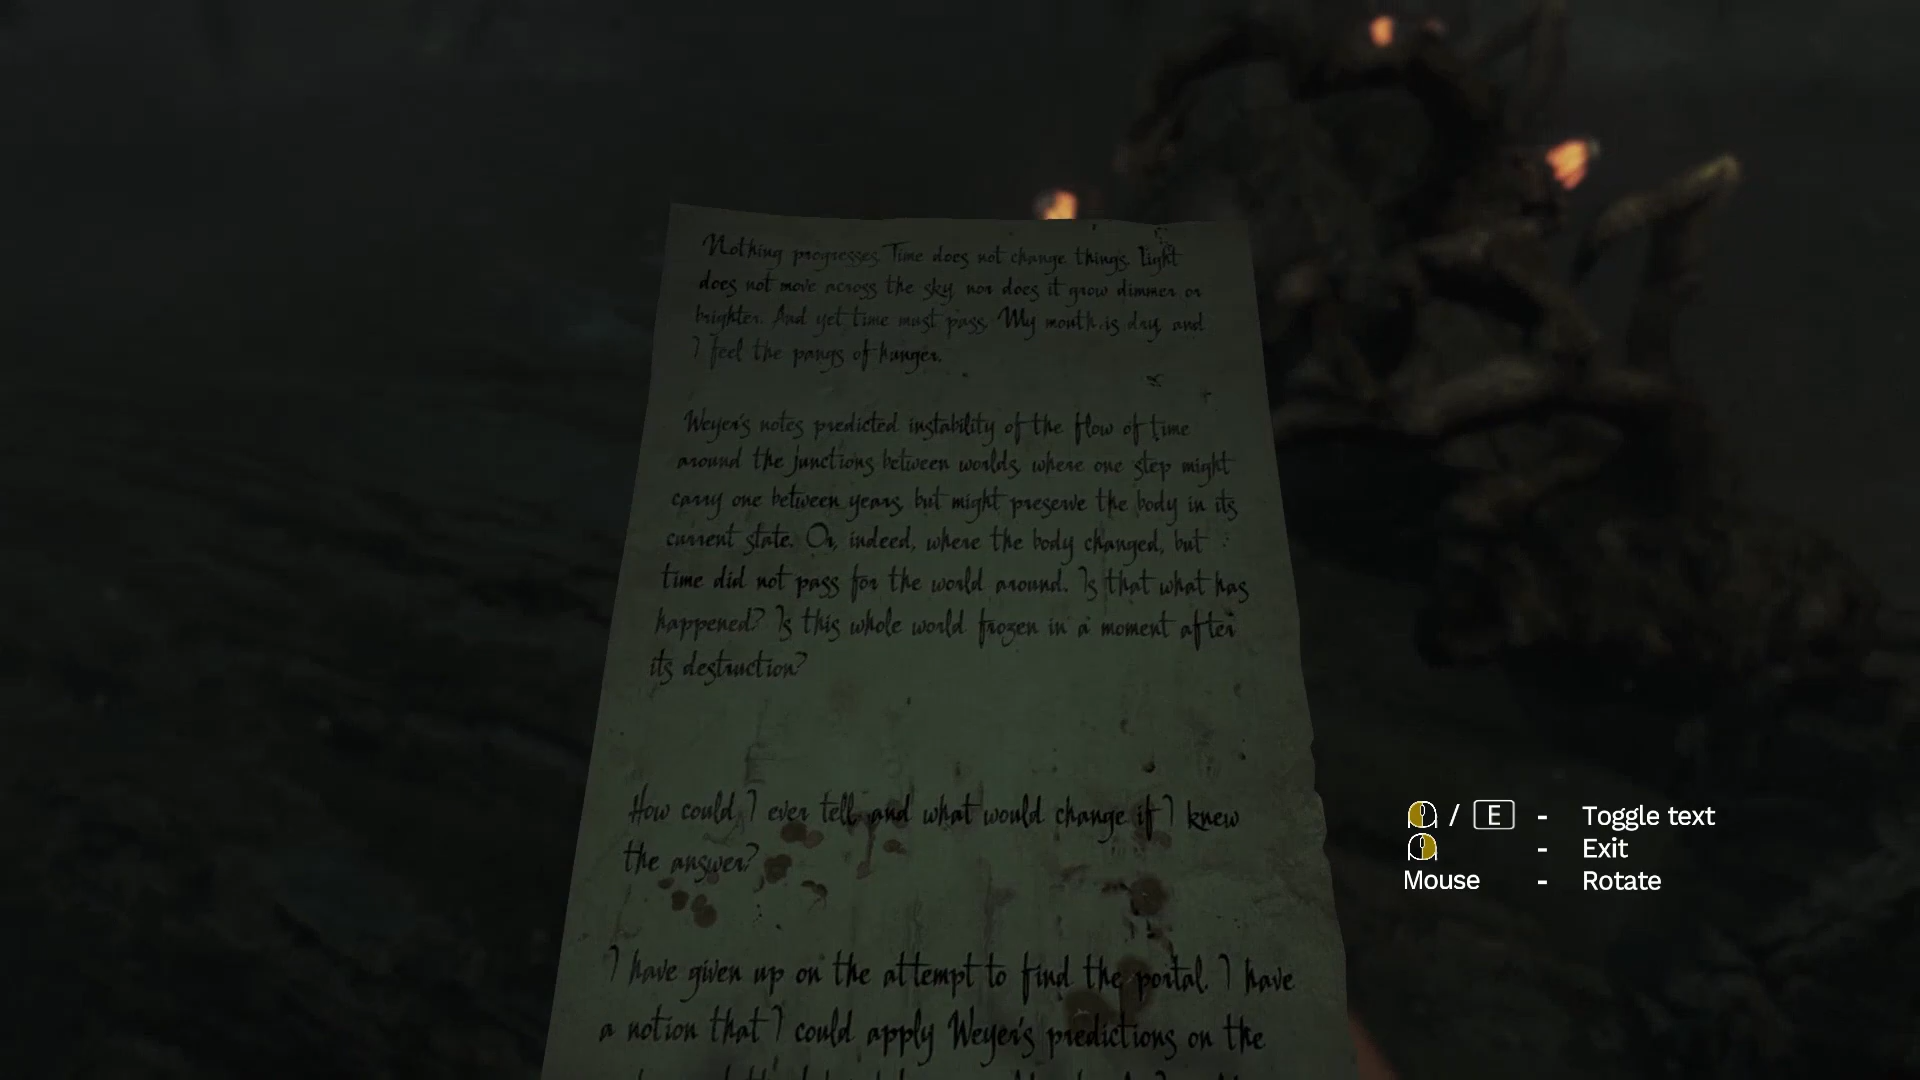 Nothing progresses. Time does not change things. Light
does not move across the sky, nor does it grow dimmer or
brighter. And yet time must pass. My mouth is dry, and
I feel the pangs of hunger.
Weyer's notes predicted instability of the flow of time
around the junctions between worlds, where one step might
carry one between years, but might preserve the body in its
current state. Or, indeed, where the body changed, but
time did not pass for the world around. Is that what has
happened? Is this whole world frozen in a moment after
its destruction?
How could I ever tell, and what would change if I knew
the answer?
I have given up on the attempt to find the portal. I have
a notion that I could apply Weyer's predictions on the
/ E - Toggle text
- Exit
Mouse - Rotate